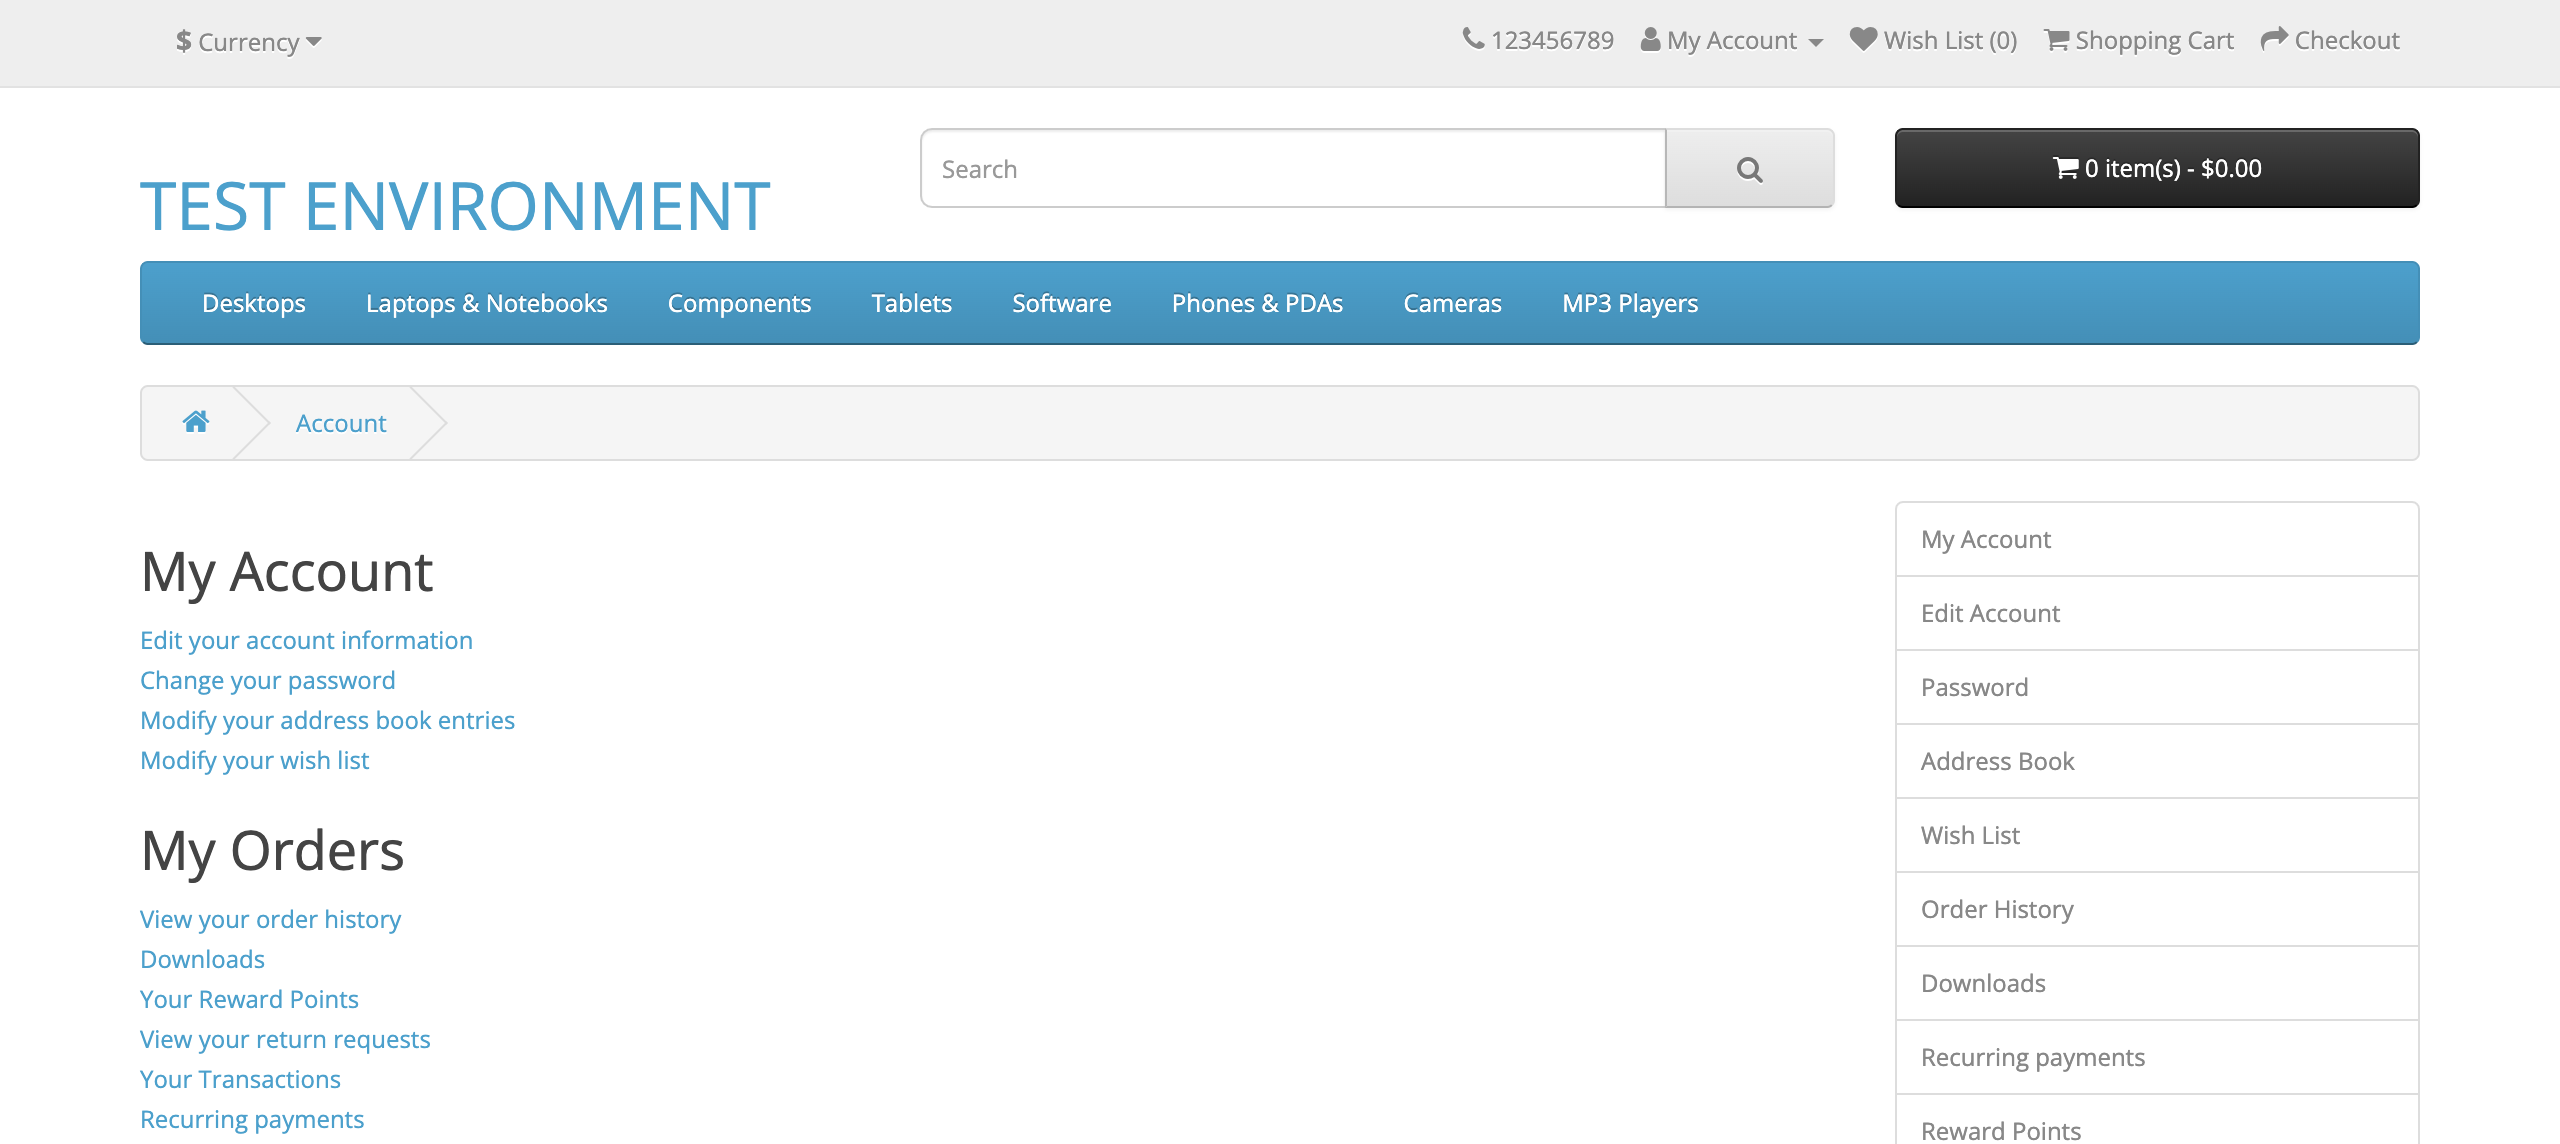 $ Currency
123456789 My Account Wish List (0) Shopping Cart Checkout
TEST ENVIRONMENT
Search
0 item(s) - $0.00
Desktops Laptops & Notebooks Components Tablets Software Phones & PDAs Cameras MP3 Players
Account
My Account
Edit your account information
Change your password
Modify your address book entries
Modify your wish list
My Orders
View your order history
Downloads
Your Reward Points
View your return requests
Your Transactions
Recurring payments
My Account
Edit Account
Password
Address Book
Wish List
Order History
Downloads
Recurring payments
Reward Points